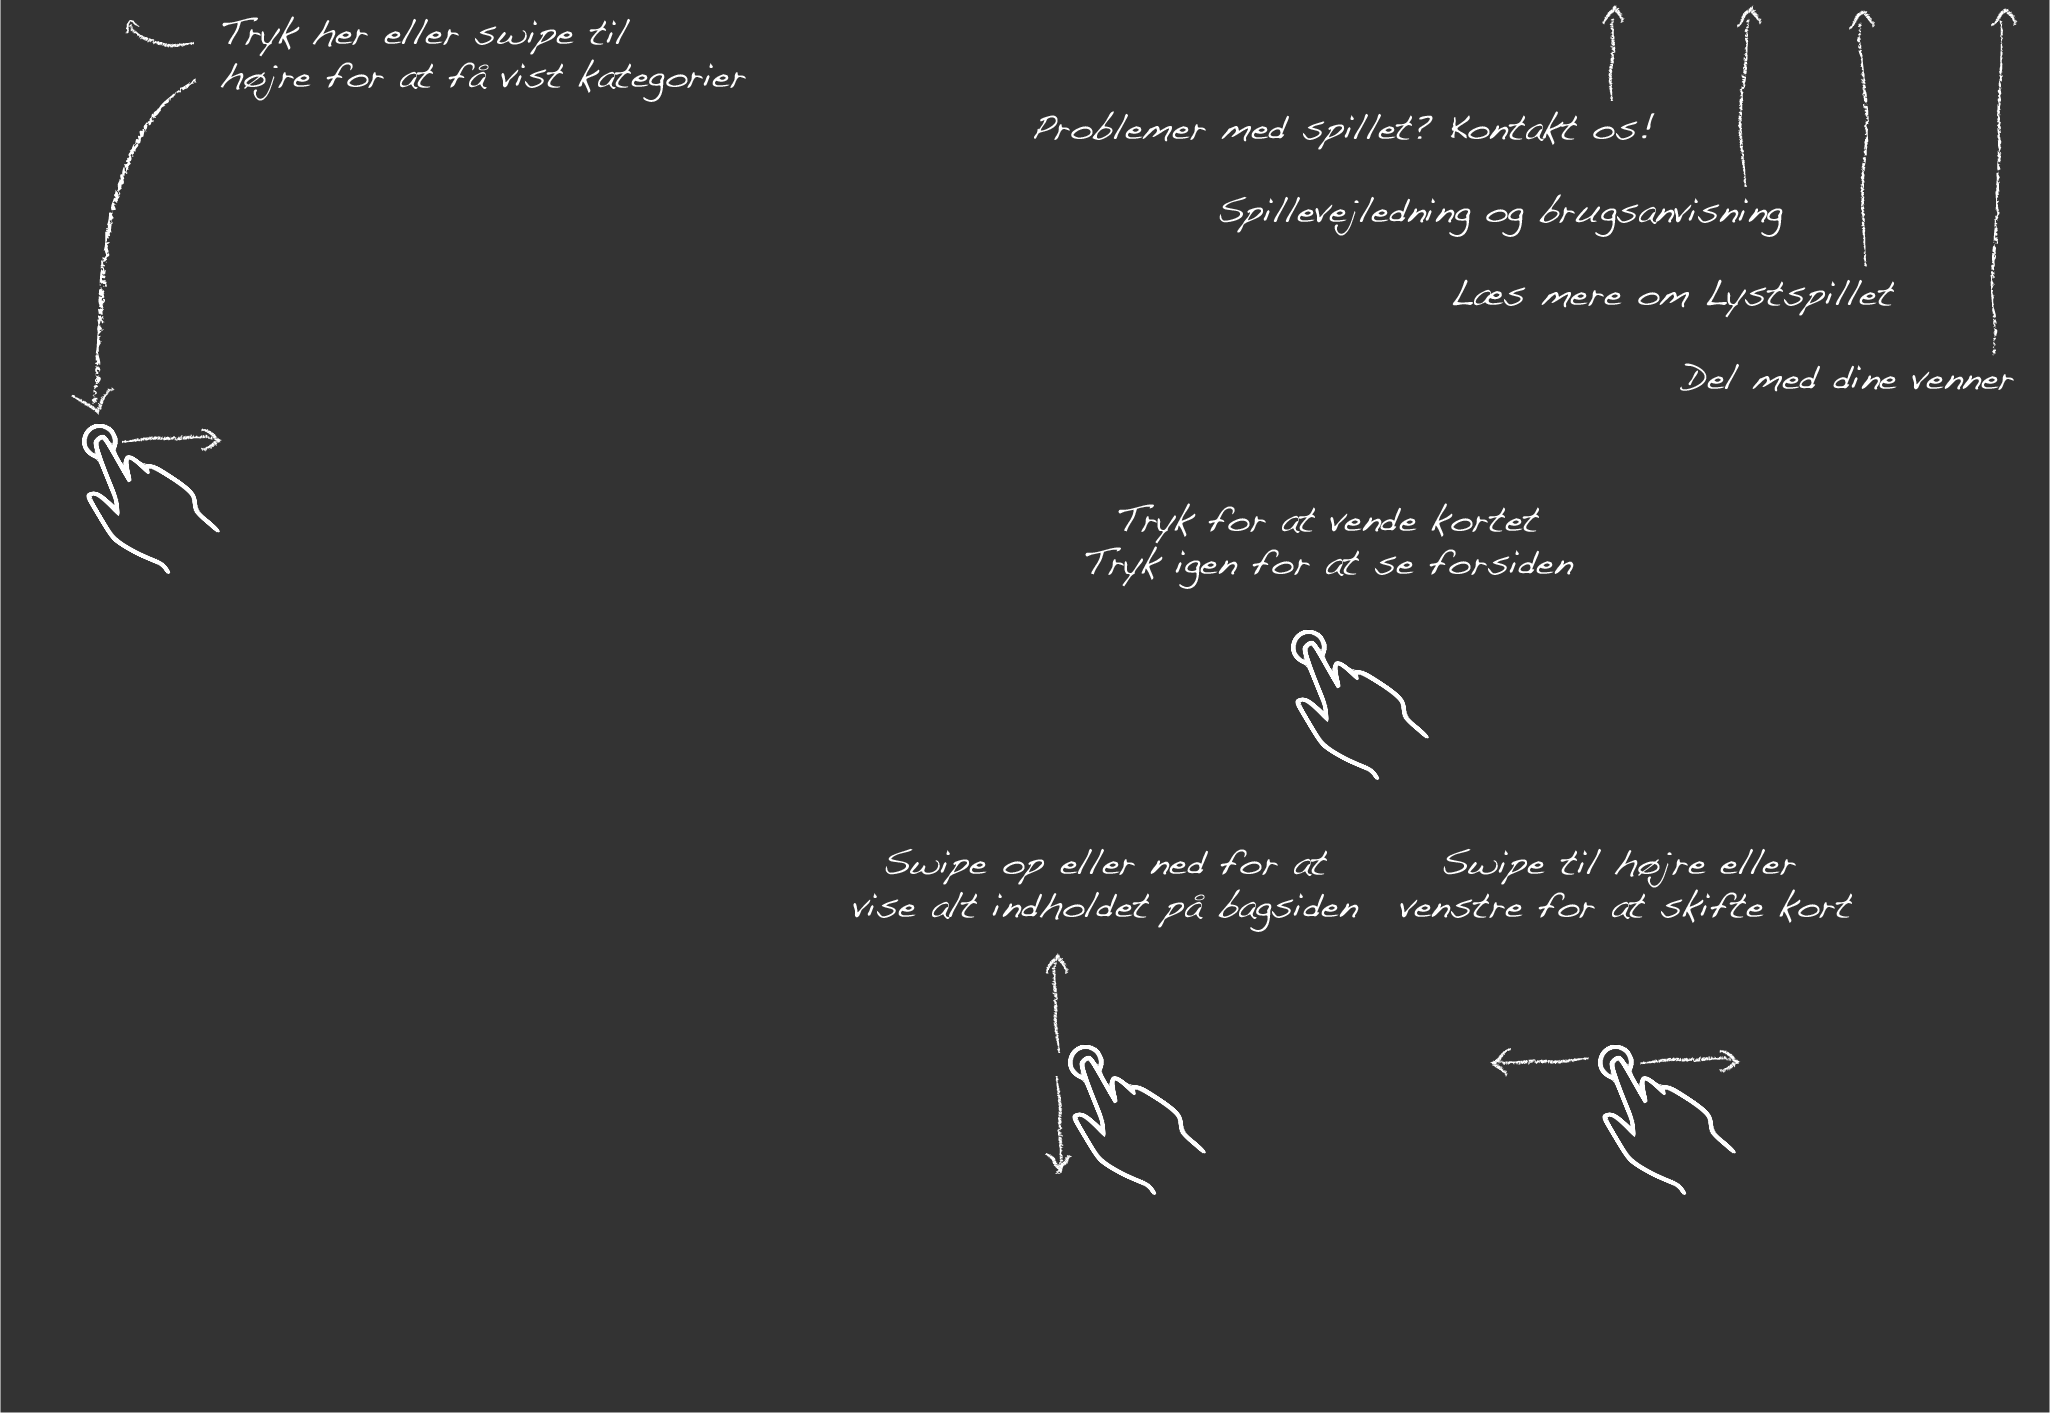 Tryk her eller swipe til
højre for at få vist kategorier
Problemer med spillet? Kontakt os!
Spillevejledning og brugsanvisning
Læs mere om Lystspillet
Del med dine venner
Tryk for at vende kortet
Tryk igen for at se forsiden
Swipe op eller ned for at
vise alt indholdet på bagsiden
Swipe til højre eller
venstre for at skifte kort